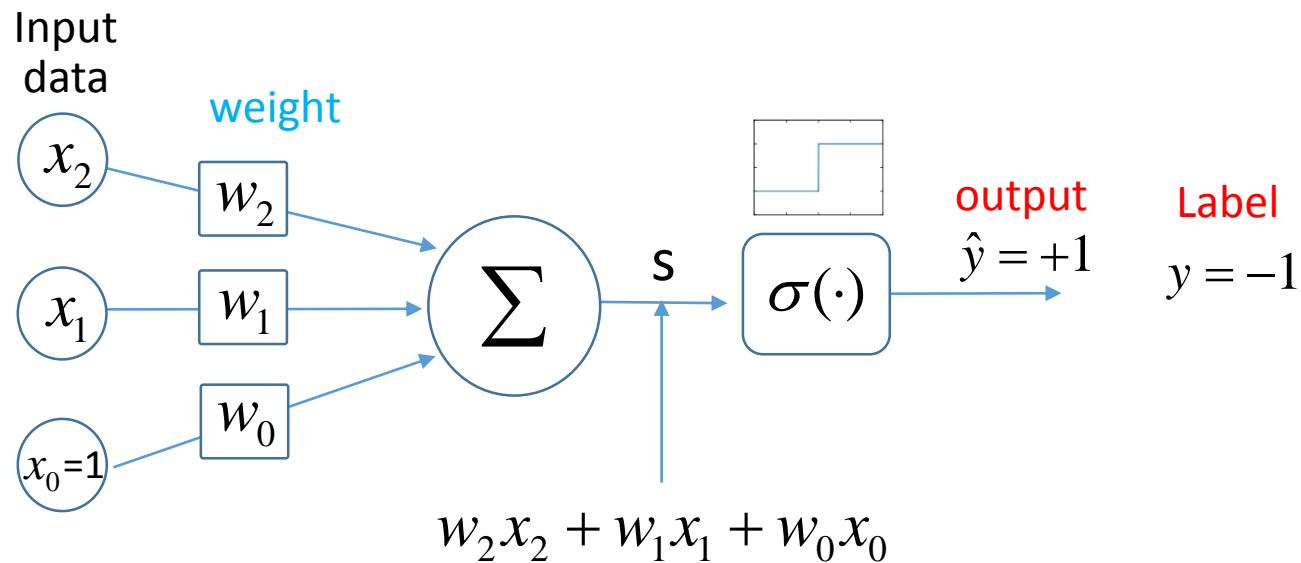 Input
data
weight
x₂
w₂
output
Label
ŷ = +1
y = −1
s
x₁
w₁
∑
σ(·)
w₀
x₀=1
w₂x₂ + w₁x₁ + w₀x₀